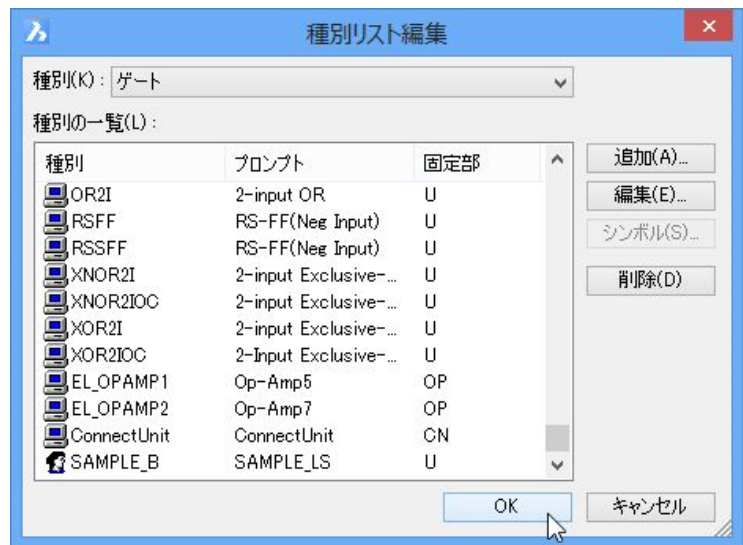 種別リスト編集
種別(K) : ゲート
種別の一覧(L) :
種別 プロンプト 固定部
OR2I 2-input OR U
RSFF RS-FF(Neg Input) U
RSSFF RS-FF(Neg Input) U
XNOR2I 2-input Exclusive-... U
XNOR2IOC 2-input Exclusive-... U
XOR2I 2-input Exclusive-... U
XOR2IOC 2-Input Exclusive-... U
EL_OPAMP1 Op-Amp5 OP
EL_OPAMP2 Op-Amp7 OP
ConnectUnit ConnectUnit CN
SAMPLE_B SAMPLE_LS U
追加(A)...
編集(E)...
シンボル(S)...
削除(D)
OK キャンセル